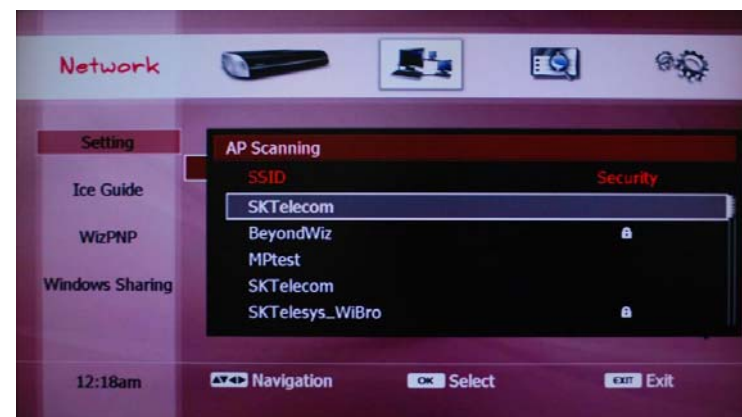 Network
Setting
Ice Guide
WizPNP
Windows Sharing
AP Scanning
SSID Security
SKTelecom
BeyondWiz
MPtest
SKTelecom
SKTelesys_WiBro
12:18am
Navigation
OK Select
EXIT Exit